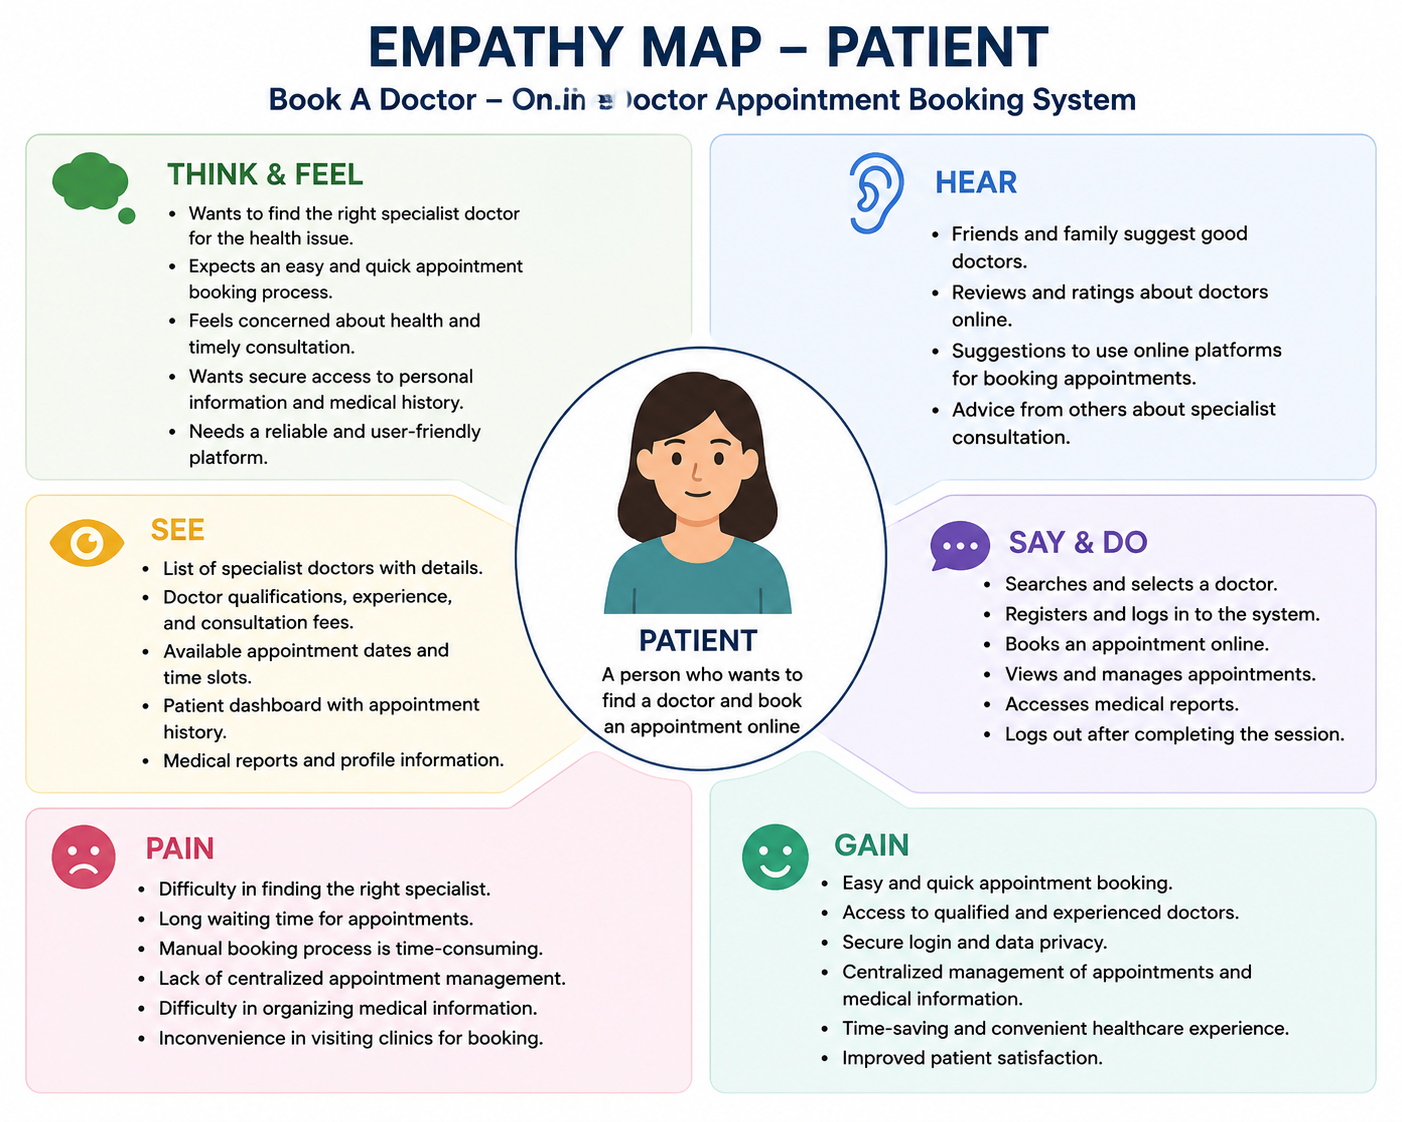 EMPATHY MAP – PATIENT
Book A Doctor – Appointment Booking System
THINK & FEEL
• Wants to find the right specialist doctor
for the health issue.
• Expects an easy and quick appointment
booking process.
• Feels concerned about health and
timely consultation.
• Wants secure access to personal
information and medical history.
• Needs a reliable and user-friendly
platform.
HEAR
• Friends and family suggest good
doctors.
• Reviews and ratings about doctors
online.
• Suggestions to use online platforms
for booking appointments.
• Advice from others about specialist
consultation.
SEE
• List of specialist doctors with details.
• Doctor qualifications, experience,
and consultation fees.
• Available appointment dates and
time slots.
• Patient dashboard with appointment
history.
• Medical reports and profile information.
PATIENT
A person who wants to
find a doctor and book
an appointment online
SAY & DO
• Searches and selects a doctor.
• Registers and logs in to the system.
• Books an appointment online.
• Views and manages appointments.
• Accesses medical reports.
• Logs out after completing the session.
PAIN
• Difficulty in finding the right specialist.
• Long waiting time for appointments.
• Manual booking process is time-consuming.
• Lack of centralized appointment management.
• Difficulty in organizing medical information.
• Inconvenience in visiting clinics for booking.
GAIN
• Easy and quick appointment booking.
• Access to qualified and experienced doctors.
• Secure login and data privacy.
• Centralized management of appointments and
medical information.
• Time-saving and convenient healthcare experience.
• Improved patient satisfaction.